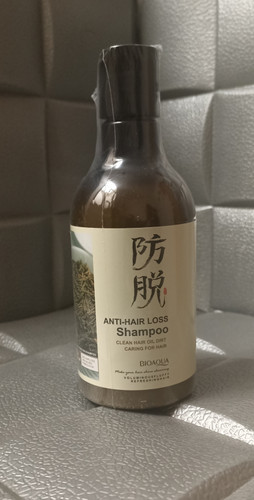 防
脱
ANTI-HAIR LOSS
Shampoo
CLEAN HAIR OIL DIRT
CARING FOR HAIR
BIOAQUA